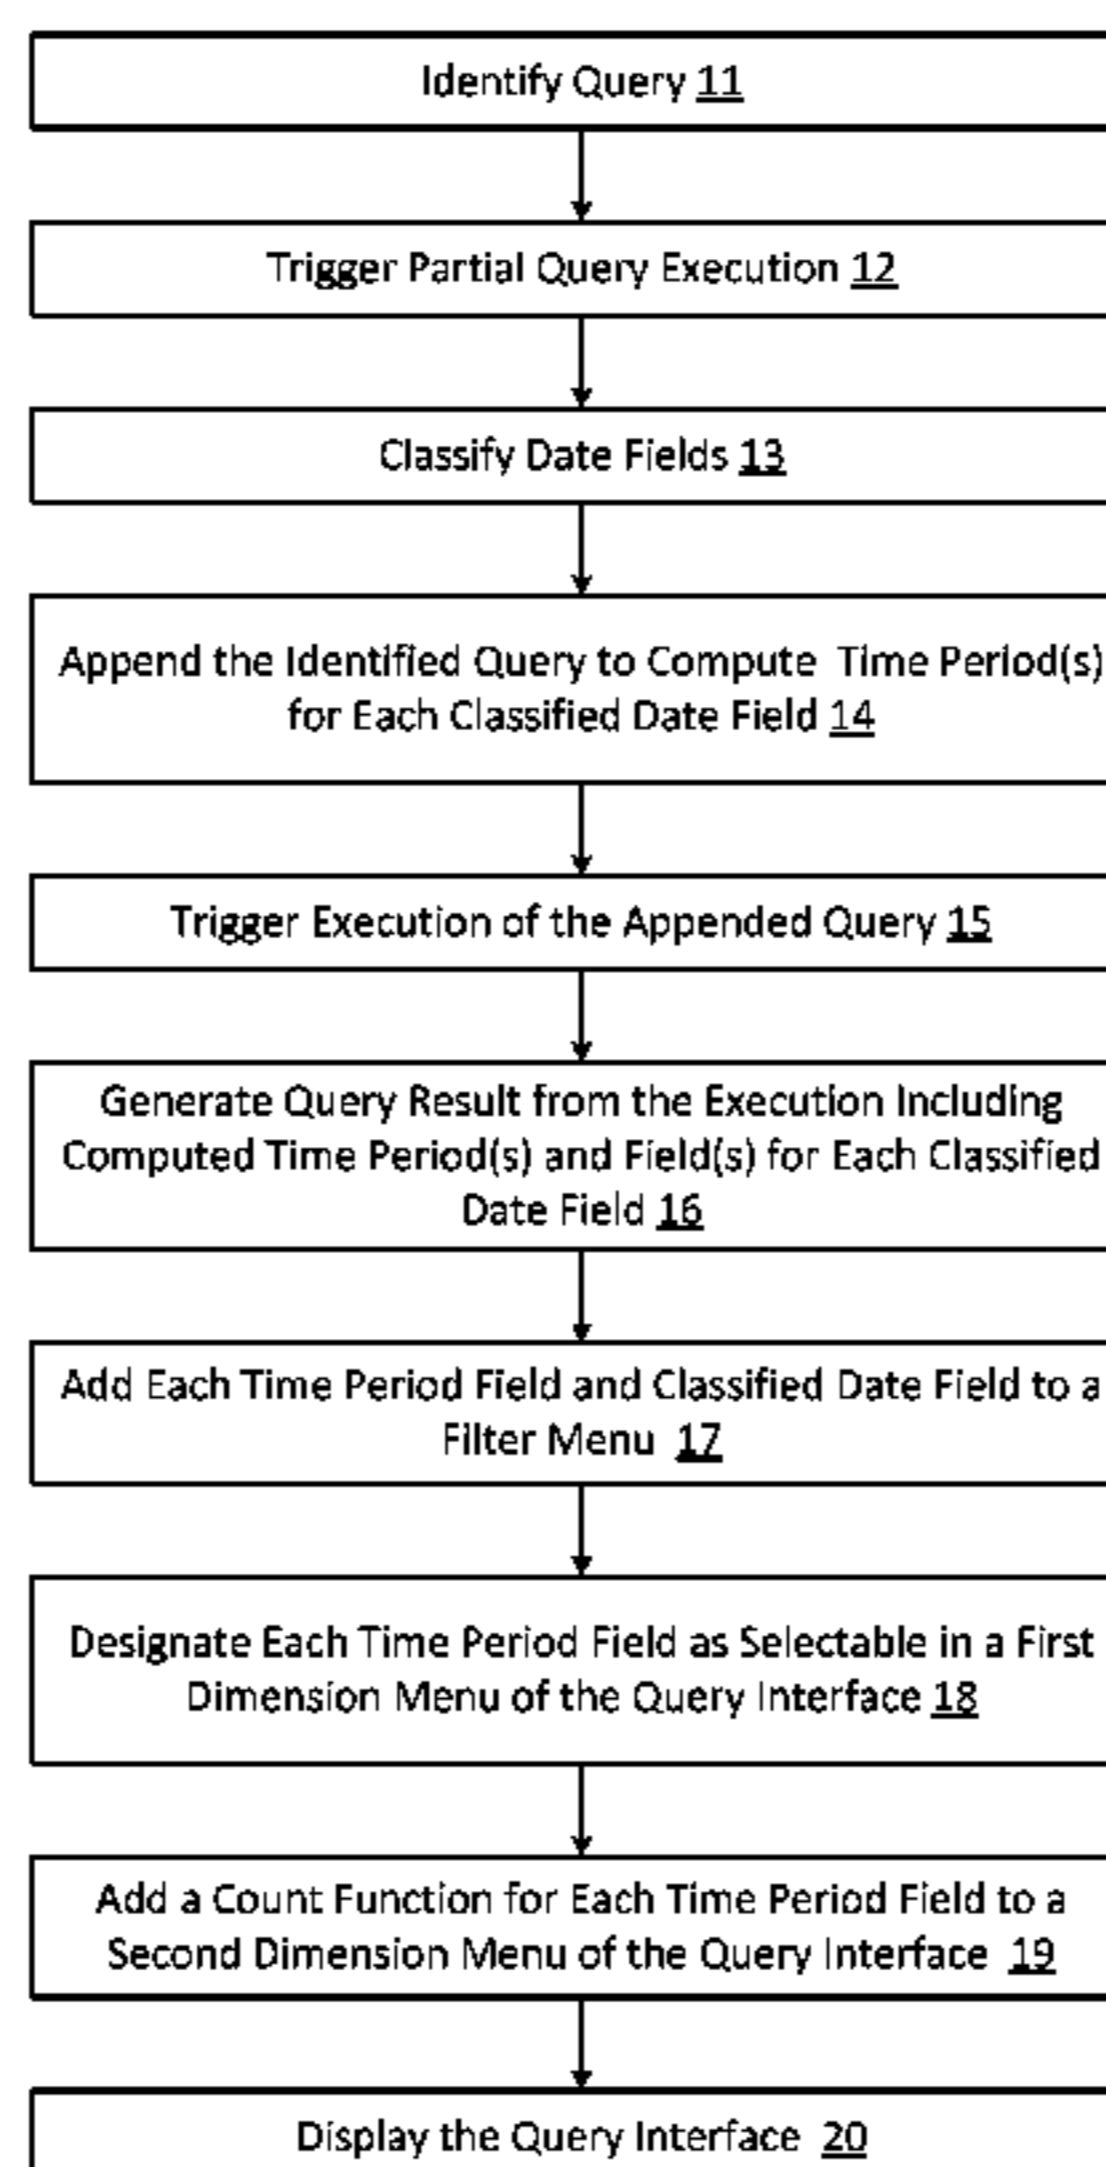 Identify Query 11
Trigger Partial Query Execution 12
Classify Date Fields 13
Append the Identified Query to Compute Time Period(s)
for Each Classified Date Field 14
Trigger Execution of the Appended Query 15
Generate Query Result from the Execution Including
Computed Time Period(s) and Field(s) for Each Classified
Date Field 16
Add Each Time Period Field and Classified Date Field to a
Filter Menu 17
Designate Each Time Period Field as Selectable in a First
Dimension Menu of the Query Interface 18
Add a Count Function for Each Time Period Field to a
Second Dimension Menu of the Query Interface 19
Display the Query Interface 20